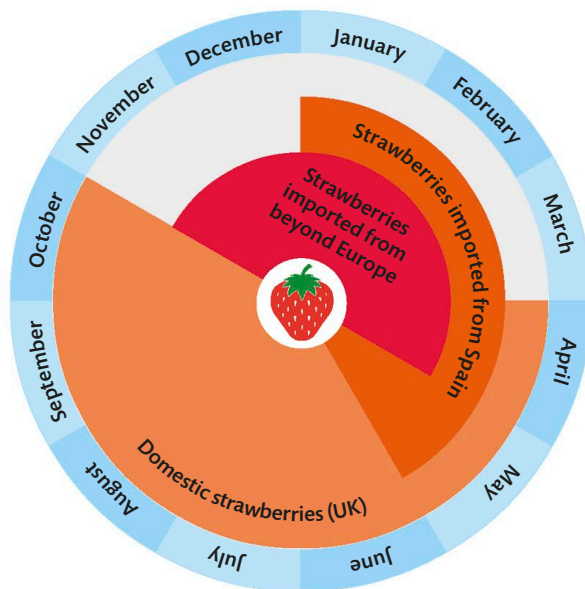 January
February
March
April
May
June
July
August
September
October
November
December
Strawberries imported from Spain
Strawberries
imported from
beyond Europe
Domestic strawberries (UK)